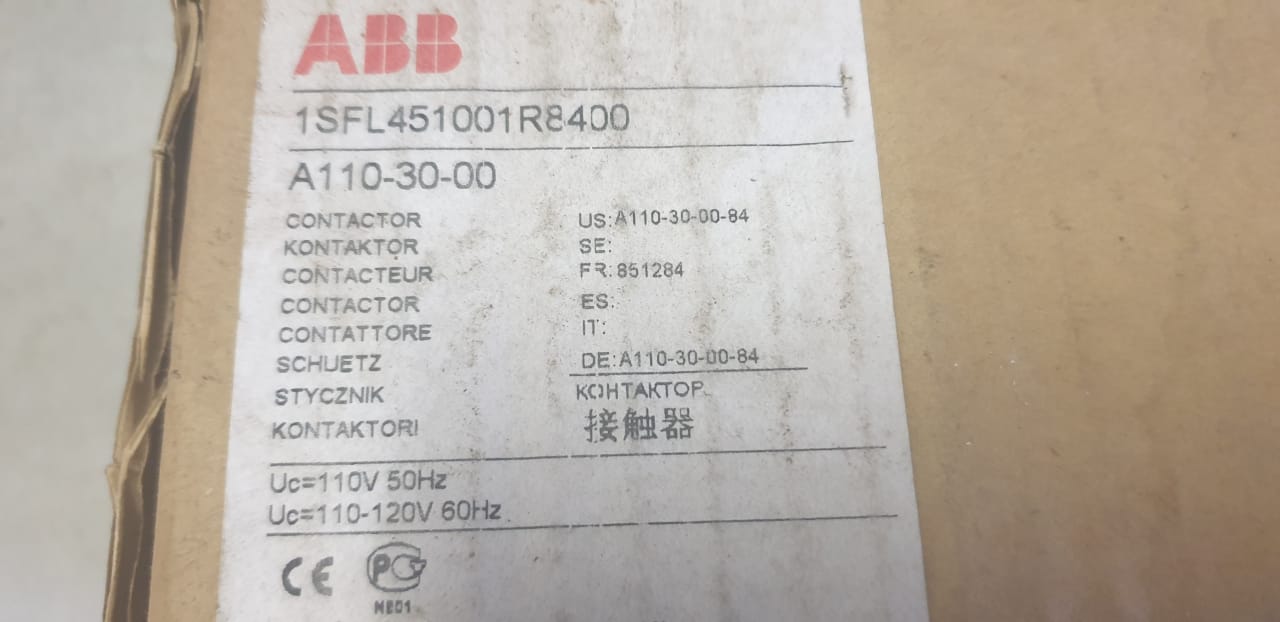 ABB
1SFL451001R8400
A110-30-00
CONTACTOR US:A110-30-00-84
KONTAKTOR SE:
CONTACTEUR FR:851284
CONTACTOR ES:
CONTATTORE IT:
SCHUETZ DE:A110-30-00-84
STYCZNIK КОНТАКТОР
KONTAKTORI 接触器
Uc=110V 50Hz
Uc=110-120V 60Hz
CE PG
ME01